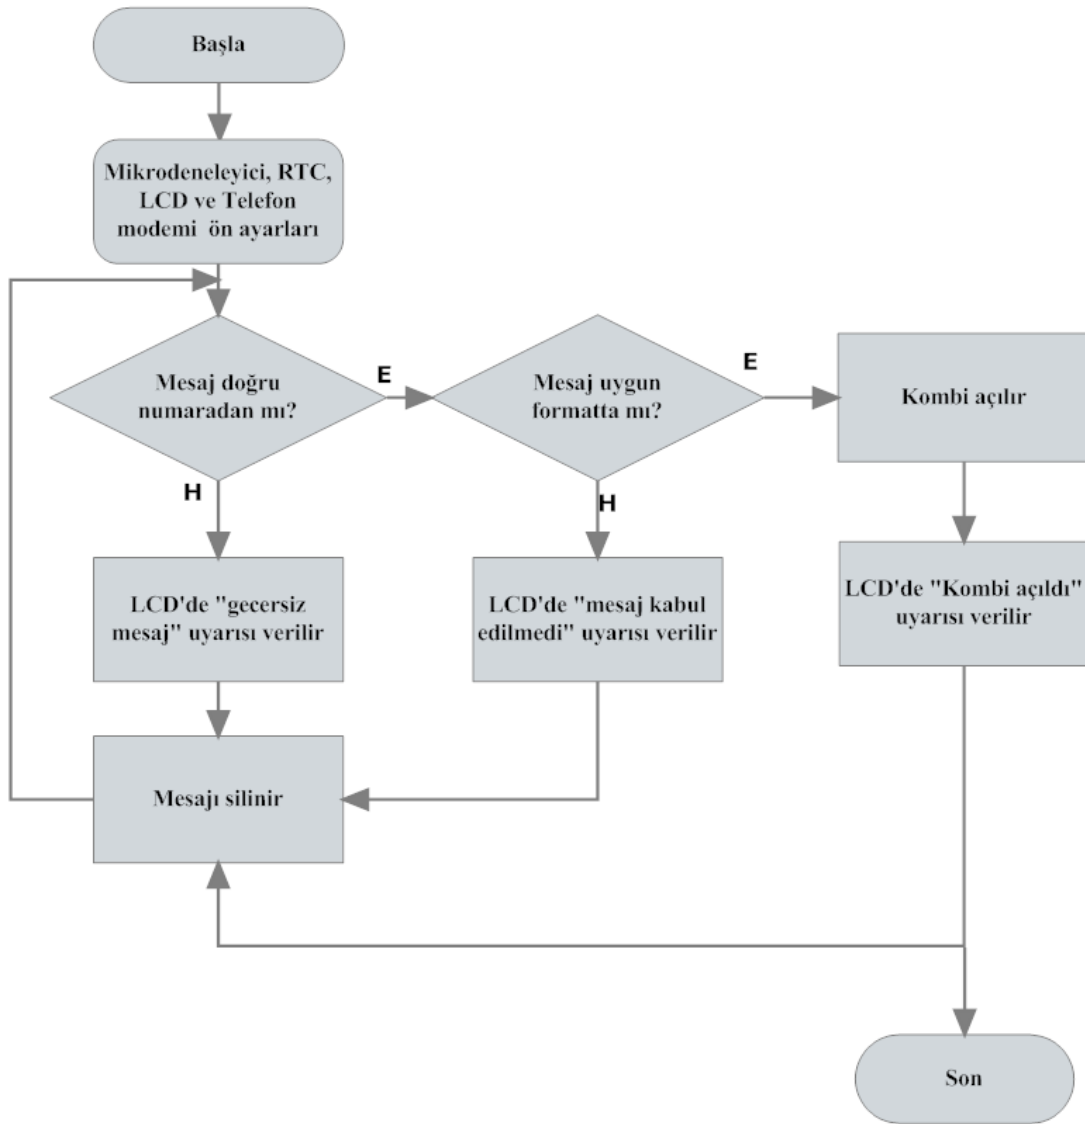 Başla
Mikrodeneleyici, RTC,
LCD ve Telefon
modemi ön ayarları
Mesaj doğru
numaradan mı?
E
Mesaj uygun
formatta mı?
E
Kombi açılır
H
H
LCD'de "gecersiz
mesaj" uyarısı verilir
LCD'de "mesaj kabul
edilmedi" uyarısı verilir
LCD'de "Kombi açıldı"
uyarısı verilir
Mesajı silinir
Son